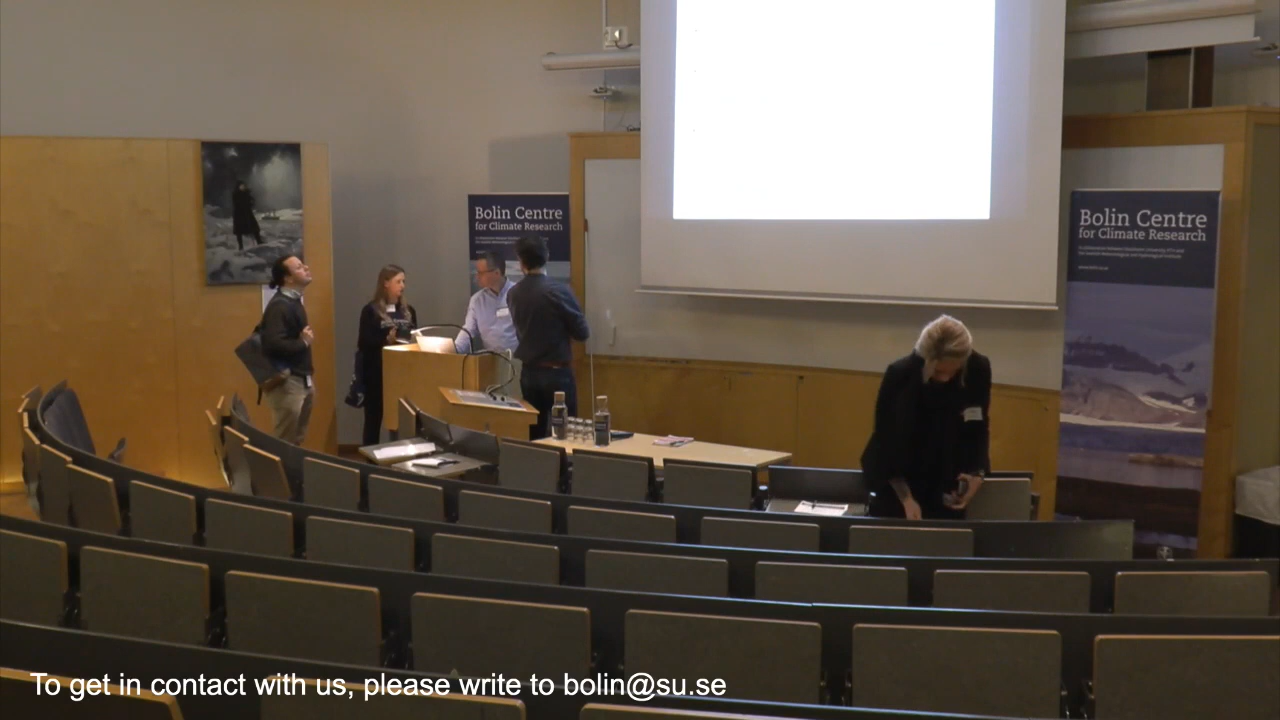 Bolin Centre
for Climate Research
Bolin Centre
for Climate Research
To get in contact with us, please write to bolin@su.se